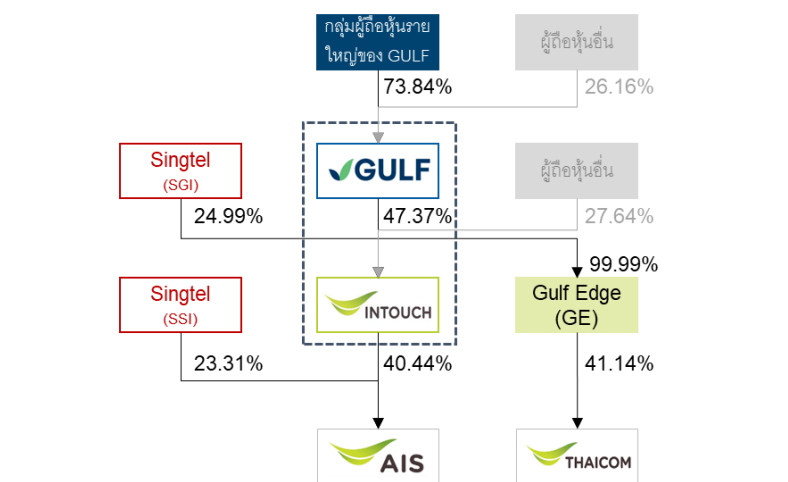 กลุ่มผู้ถือหุ้นราย
ใหญ่ของ GULF
ผู้ถือหุ้นอื่น
73.84%
26.16%
Singtel
(SGI)
GULF
ผู้ถือหุ้นอื่น
24.99%
47.37%
27.64%
99.99%
Singtel
(SSI)
INTOUCH
Gulf Edge
(GE)
23.31%
40.44%
41.14%
AIS
THAICOM